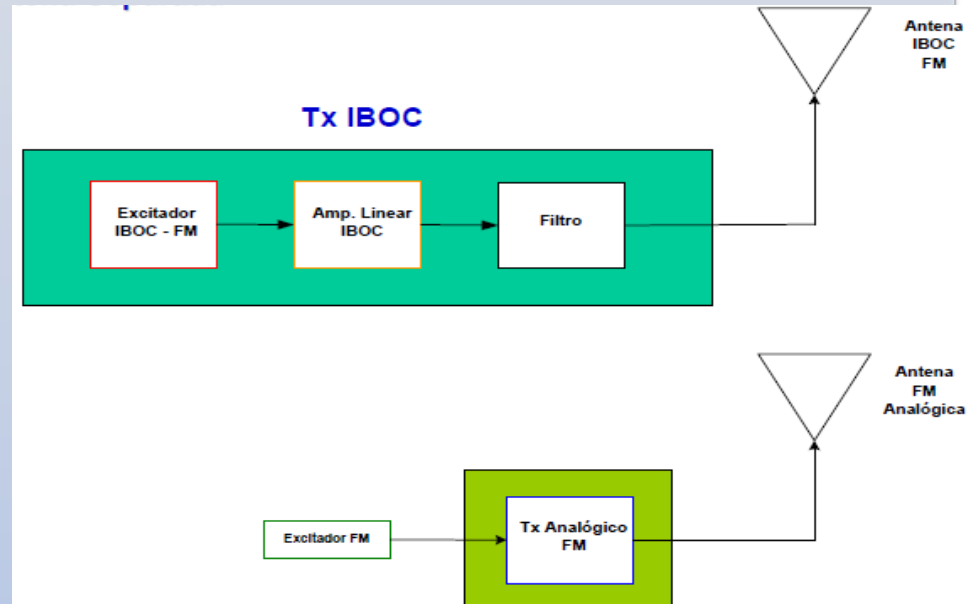 Tx IBOC
Antena
IBOC
FM
Excitador
IBOC - FM
Amp. Linear
IBOC
Filtro
Antena
FM
Analógica
Excitador FM
Tx Analógico
FM